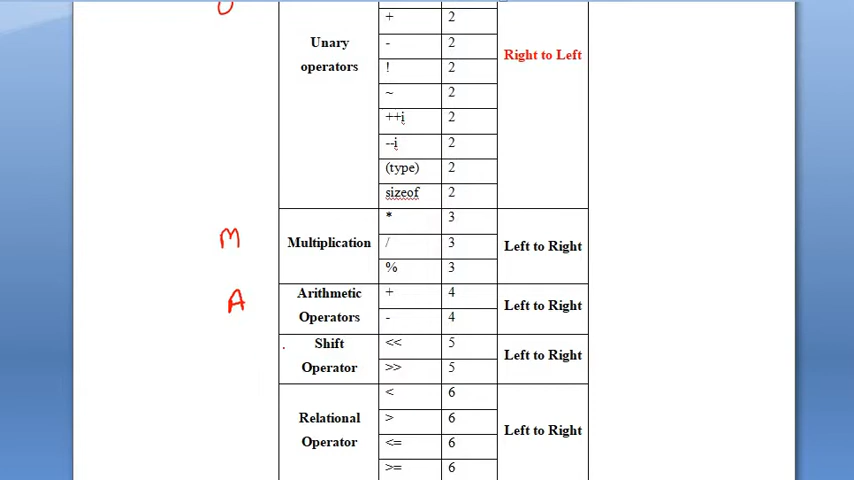 U
+ 2
Unary operators - 2 Right to Left
! 2
~ 2
++i 2
--i 2
(type) 2
sizeof 2
* 3
M Multiplication / 3 Left to Right
% 3
A Arithmetic Operators + 4 Left to Right
- 4
Shift Operator << 5 Left to Right
>> 5
< 6
Relational Operator > 6 Left to Right
<= 6
>= 6